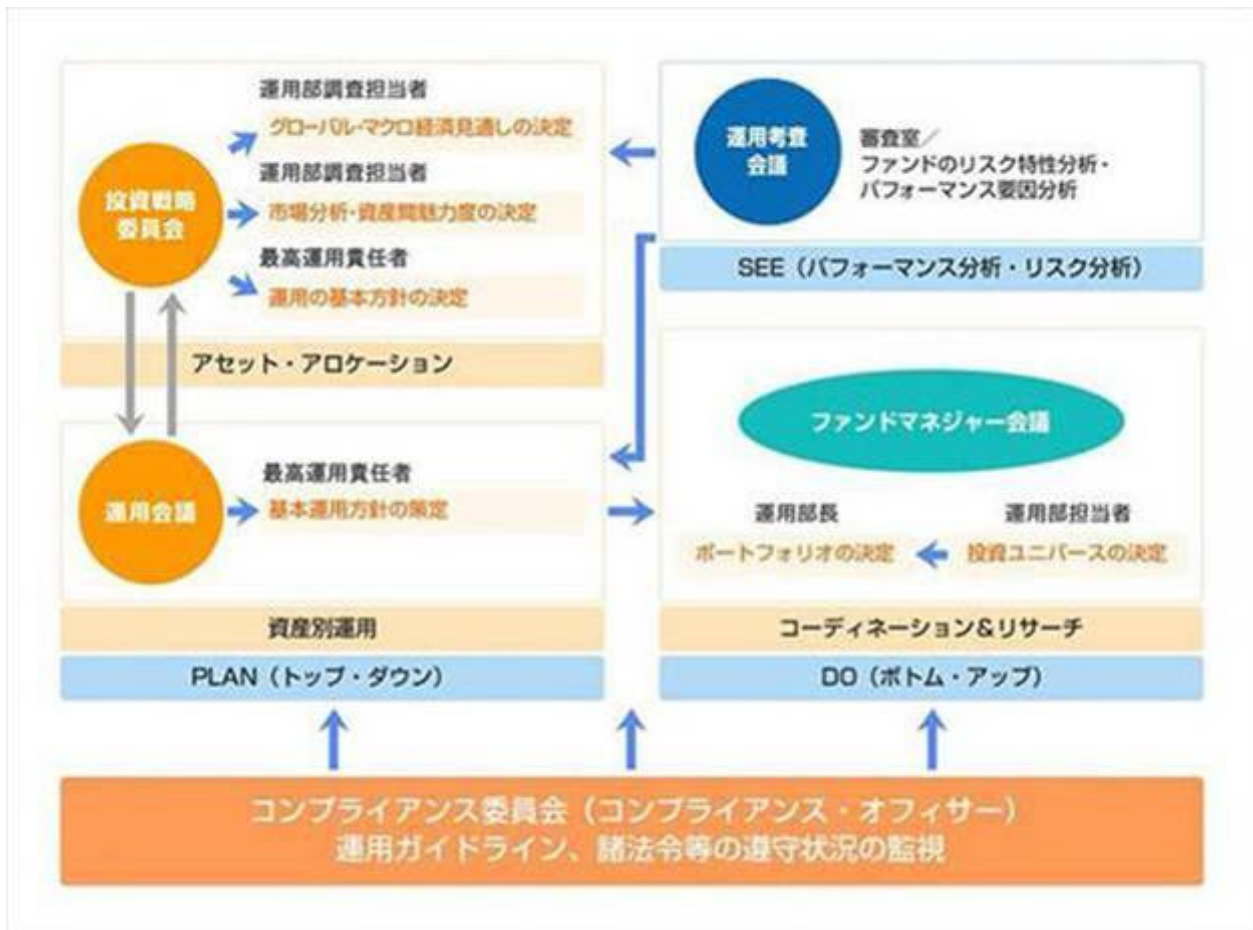 運用部調査担当者
グローバル・マクロ経済見通しの決定
投資戦略
委員会
運用部調査担当者
市場分析・資産間魅力度の決定
最高運用責任者
運用の基本方針の決定
アセット・アロケーション
運用考査
会議
審査室/
ファンドのリスク特性分析・
パフォーマンス要因分析
SEE(パフォーマンス分析・リスク分析)
運用会議
最高運用責任者
基本運用方針の策定
資産別運用
PLAN(トップ・ダウン)
ファンドマネジャー会議
運用部長
ポートフォリオの決定
運用部担当者
投資ユニバースの決定
コーディネーション&リサーチ
DO(ボトム・アップ)
コンプライアンス委員会(コンプライアンス・オフィサー)
運用ガイドライン、諸法令等の遵守状況の監視